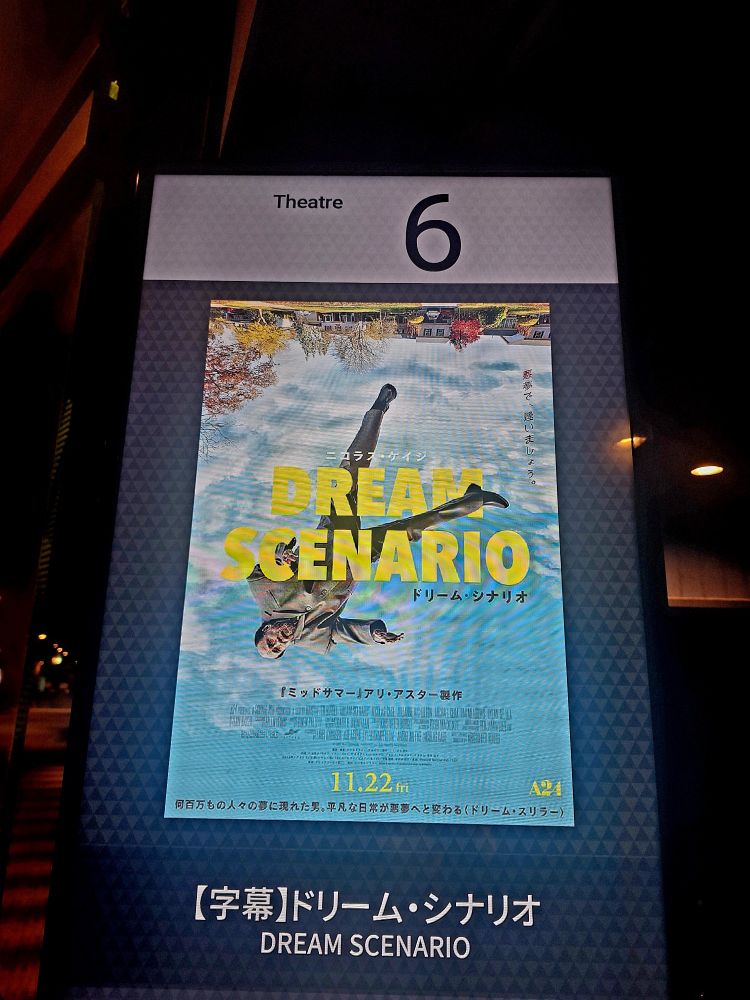 Theatre 6
悪夢で、逢いましょう。
ニコラス・ケイジ
DREAM
SCENARIO
ドリーム・シナリオ
『ミッドサマー』アリ・アスター製作
11.22 fri
A24
何百万もの人々の夢に現れた男。平凡な日常が悪夢へと変わる〈ドリーム・スリラー〉
【字幕】ドリーム・シナリオ
DREAM SCENARIO